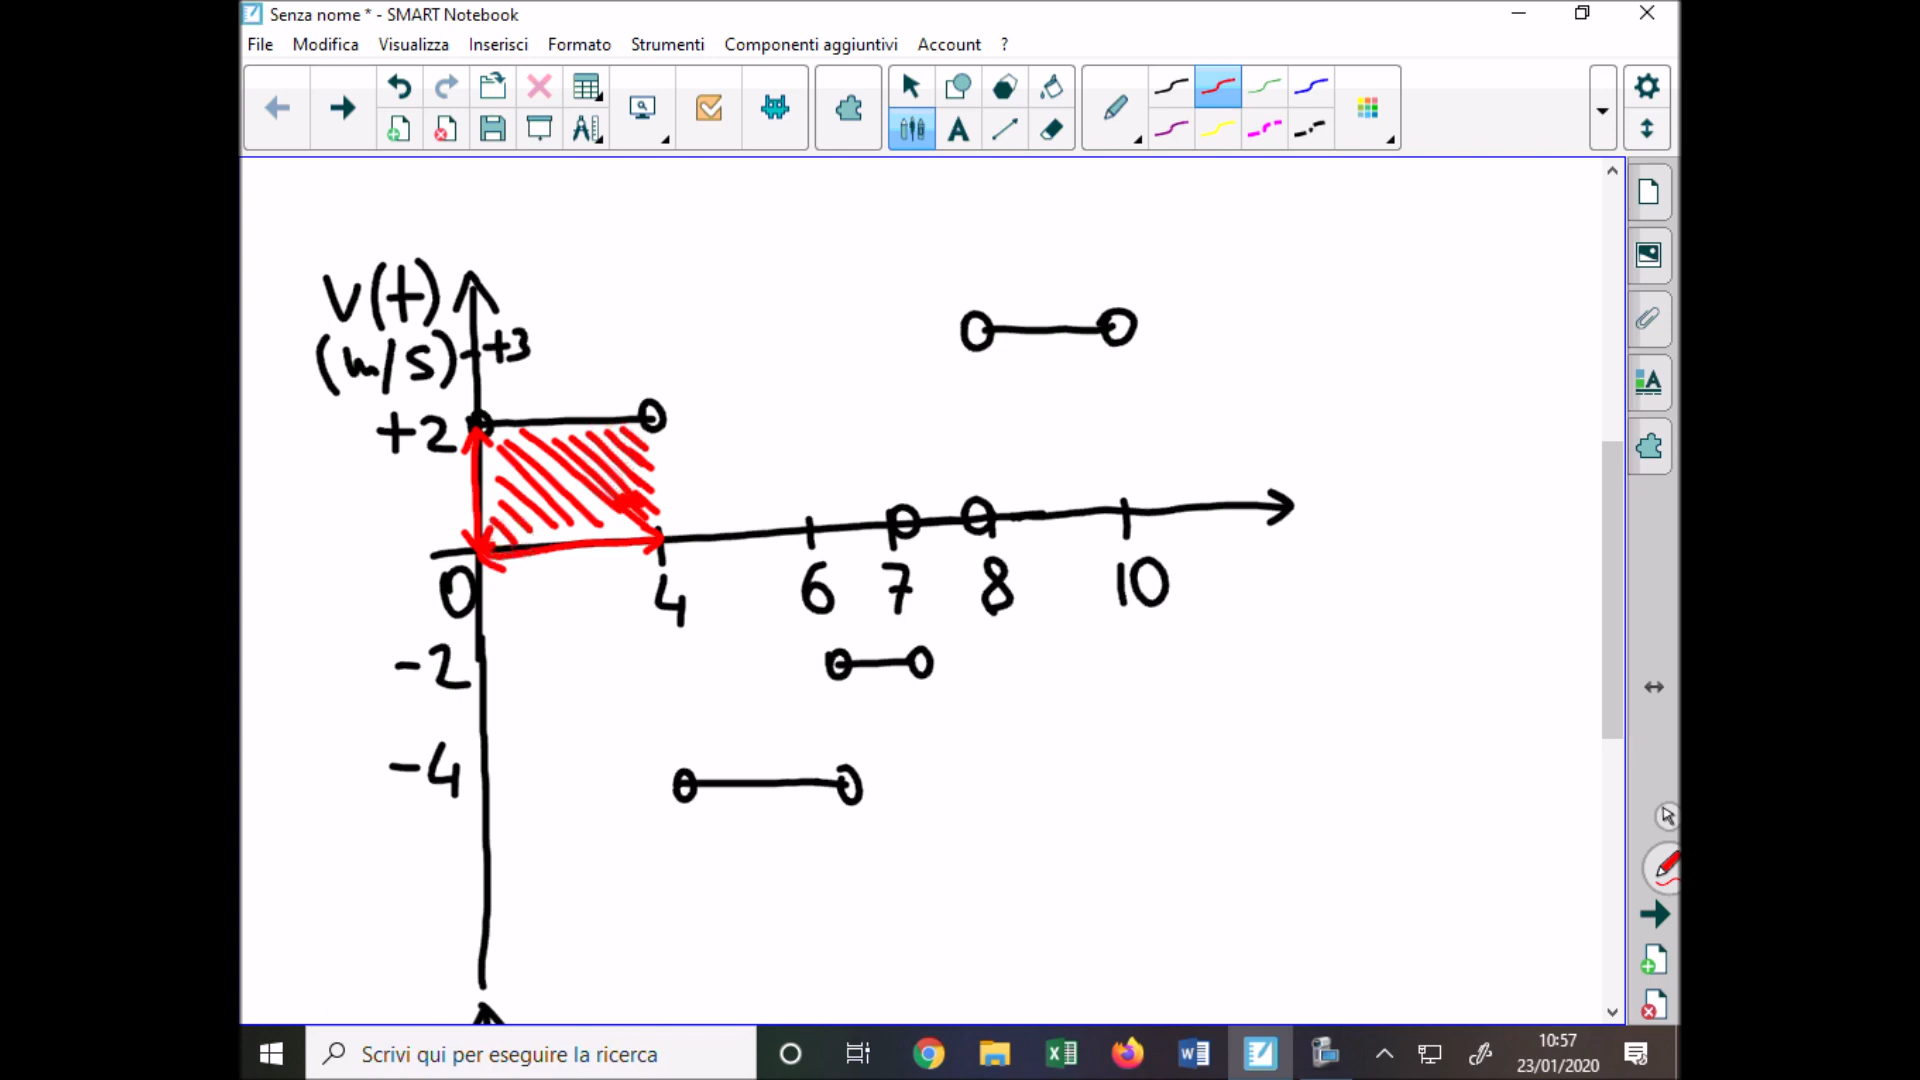 Senza nome * - SMART Notebook
File Modifica Visualizza Inserisci Formato Strumenti Componenti aggiuntivi Account ?
V(t)
(m/s) +3
+2
0 4 6 7 8 10
-2
-4
Scrivi qui per eseguire la ricerca
10:57
23/01/2020